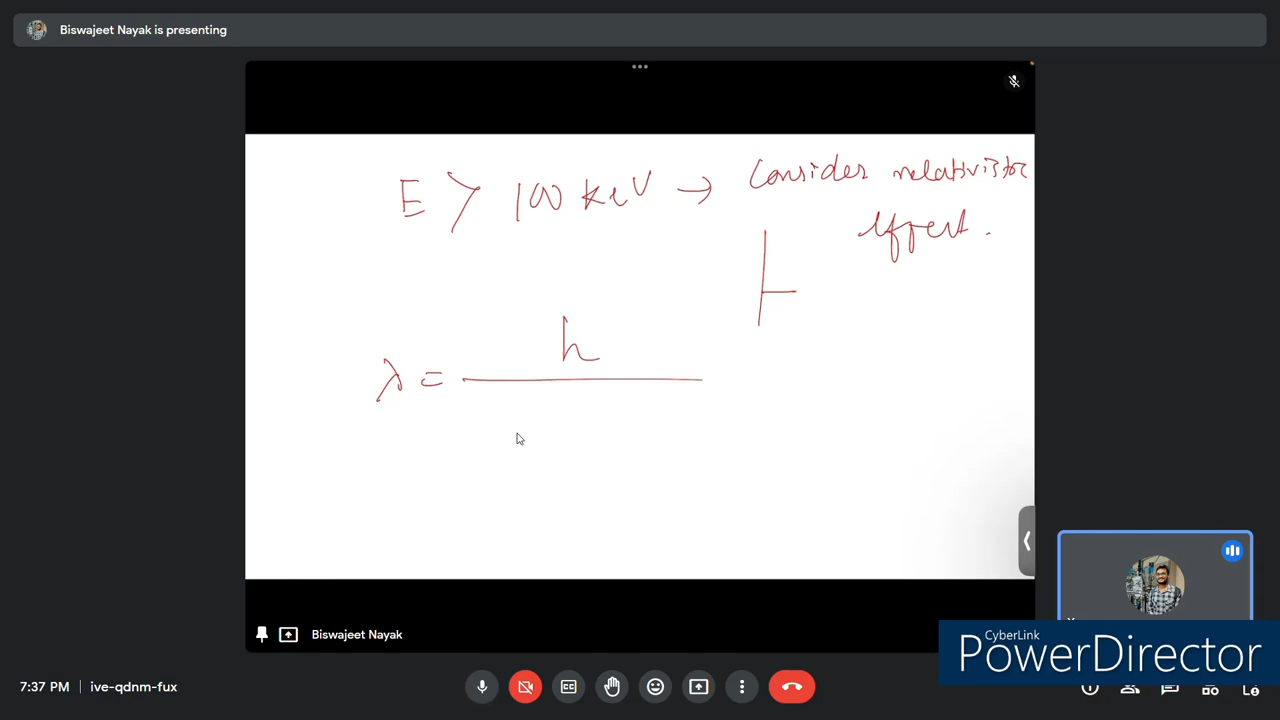 Biswajeet Nayak is presenting
E > 100 keV → Consider relativistic
effect.
λ = h
Biswajeet Nayak
CyberLink
PowerDirector
7:37 PM | ive-qdnm-fux